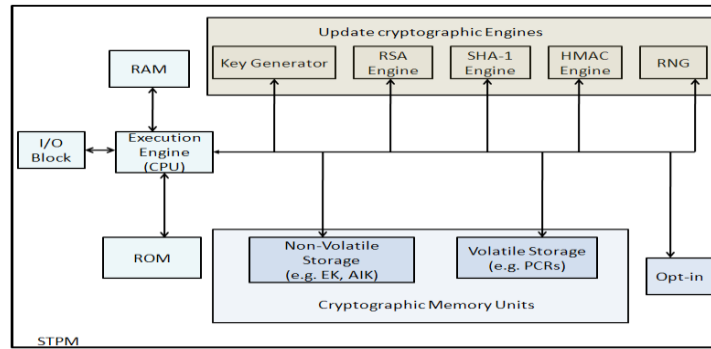 Update cryptographic Engines
Key Generator
RSA
Engine
SHA-1
Engine
HMAC
Engine
RNG
RAM
I/O
Block
Execution
Engine
(CPU)
ROM
Non-Volatile
Storage
(e.g. EK, AIK)
Volatile Storage
(e.g. PCRs)
Opt-in
Cryptographic Memory Units
STPM